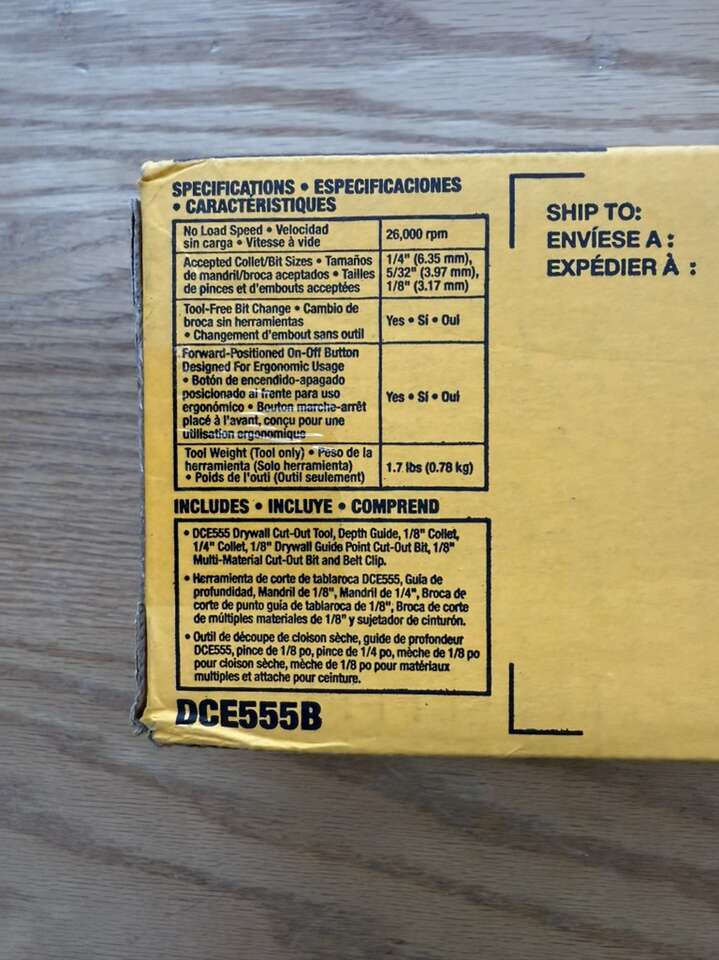 SPECIFICATIONS • ESPECIFICACIONES
• CARACTÉRISTIQUES
No Load Speed • Velocidad
sin carga • Vitesse à vide
26,000 rpm
Accepted Collet/Bit Sizes • Tamaños
de mandril/broca aceptados • Tailles
de pinces et d'embouts acceptées
1/4" (6.35 mm),
5/32" (3.97 mm),
1/8" (3.17 mm)
Tool-Free Bit Change • Cambio de
broca sin herramientas
• Changement d'embout sans outil
Yes • Sí • Oui
Forward-Positioned On-Off Button
Designed For Ergonomic Usage
• Botón de encendido-apagado
posicionado al frente para uso
ergonómico • Bouton marche-arrêt
placé à l'avant, conçu pour une
utilisation ergonomique
Yes • Sí • Oui
Tool Weight (Tool only) • Peso de la
herramienta (Solo herramienta)
• Poids de l'outi (Outil seulement)
1.7 lbs (0.78 kg)
INCLUDES • INCLUYE • COMPREND
• DCE555 Drywall Cut-Out Tool, Depth Guide, 1/8" Collet,
1/4" Collet, 1/8" Drywall Guide Point Cut-Out Bit, 1/8"
Multi-Material Cut-Out Bit and Belt Clip.
• Herramienta de corte de tablaroca DCE555, Guía de
profundidad, Mandril de 1/8", Mandril de 1/4", Broca de
corte de punto guía de tablaroca de 1/8", Broca de corte
de múltiples materiales de 1/8" y sujetador de cinturón.
• Outil de découpe de cloison sèche, guide de profondeur
DCE555, pince de 1/8 po, pince de 1/4 po, mèche de 1/8 po
pour cloison sèche, mèche de 1/8 po pour matériaux
multiples et attache pour ceinture.
DCE555B
SHIP TO:
ENVÍESE A :
EXPÉDIER À :